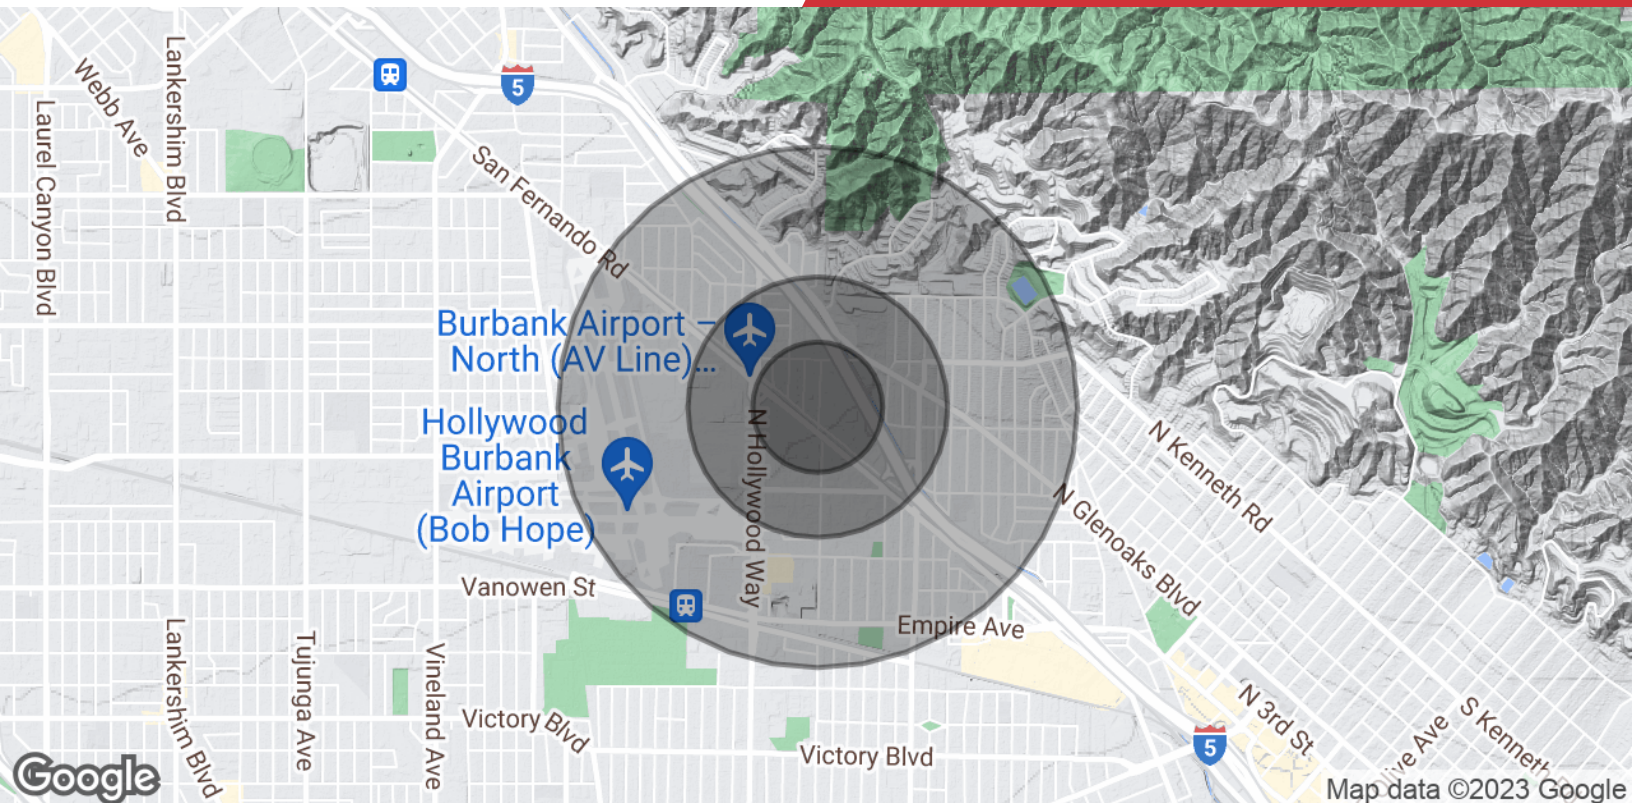 Webb Ave
Lankershim Blvd
Laurel Canyon Blvd
5
San Fernando Rd
Burbank Airport –
North (AV Line)...
Hollywood
Burbank
Airport
(Bob Hope)
N Hollywood Way
N Kenneth Rd
N Glenoaks Blvd
Vanowen St
Empire Ave
Lankershim Blvd
Tujunga Ave
Vineland Ave
Victory Blvd
Victory Blvd
N 3rd St
5
Olive Ave
S Kenneth
Google
Map data ©2023 Google